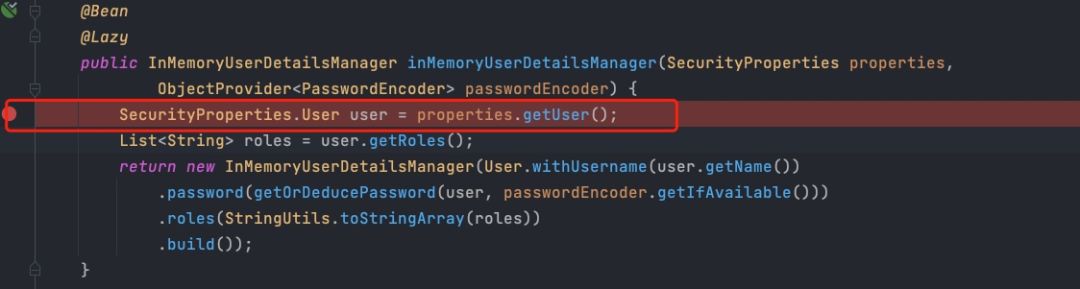 @Bean
@Lazy
public InMemoryUserDetailsManager inMemoryUserDetailsManager(SecurityProperties properties,
        ObjectProvider<PasswordEncoder> passwordEncoder) {
    SecurityProperties.User user = properties.getUser();
    List<String> roles = user.getRoles();
    return new InMemoryUserDetailsManager(User.withUsername(user.getName())
        .password(getOrDeducePassword(user, passwordEncoder.getIfAvailable()))
        .roles(StringUtils.toStringArray(roles))
        .build());
}